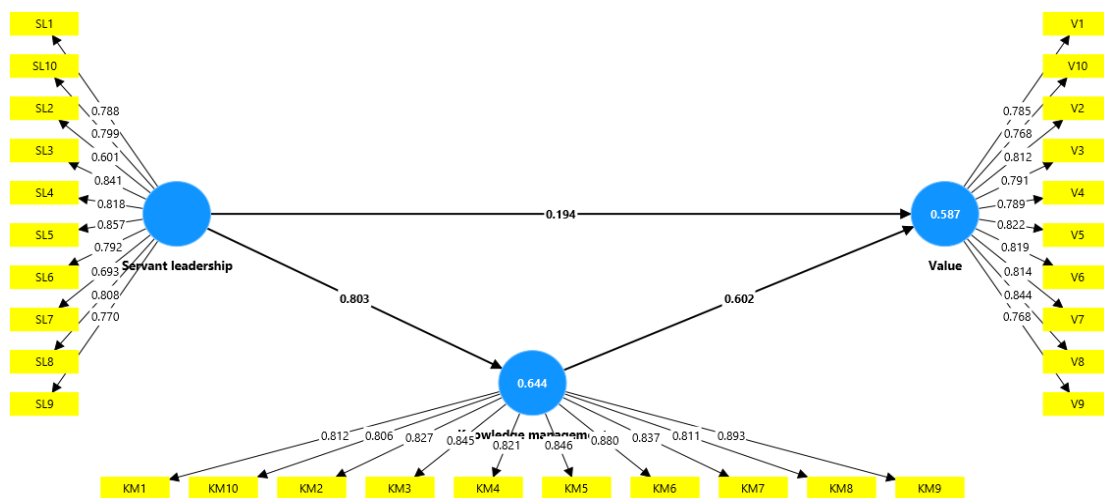 SL1
SL10
SL2
SL3
SL4
SL5
SL6
SL7
SL8
SL9
0.788
0.799
0.601
0.841
0.818
0.857
0.792
0.693
0.808
0.770
Servant leadership
0.194
0.803
0.602
0.587
Value
V1
V10
V2
V3
V4
V5
V6
V7
V8
V9
0.785
0.768
0.812
0.791
0.789
0.822
0.819
0.814
0.844
0.768
0.644
Knowledge management
0.812
0.806
0.827
0.845
0.821
0.846
0.880
0.837
0.811
0.893
KM1
KM10
KM2
KM3
KM4
KM5
KM6
KM7
KM8
KM9